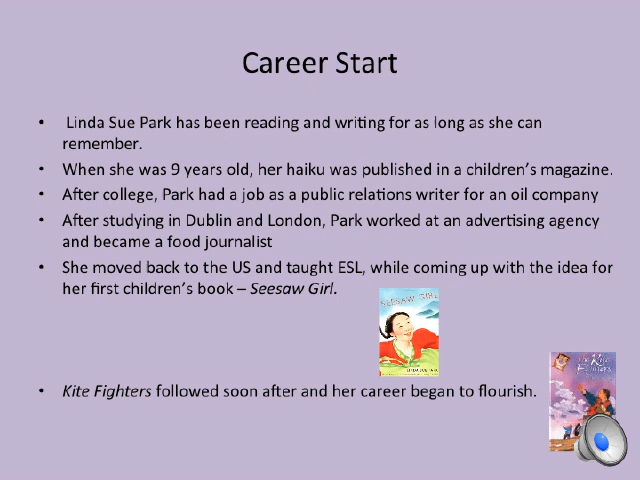 Career Start
• Linda Sue Park has been reading and writing for as long as she can
remember.
• When she was 9 years old, her haiku was published in a children's magazine.
• After college, Park had a job as a public relations writer for an oil company
• After studying in Dublin and London, Park worked at an advertising agency
and became a food journalist
• She moved back to the US and taught ESL, while coming up with the idea for
her first children's book – Seesaw Girl.
SEESAW GIRL
LINDA SUE PARK
The Kite
Fighters
• Kite Fighters followed soon after and her career began to flourish.